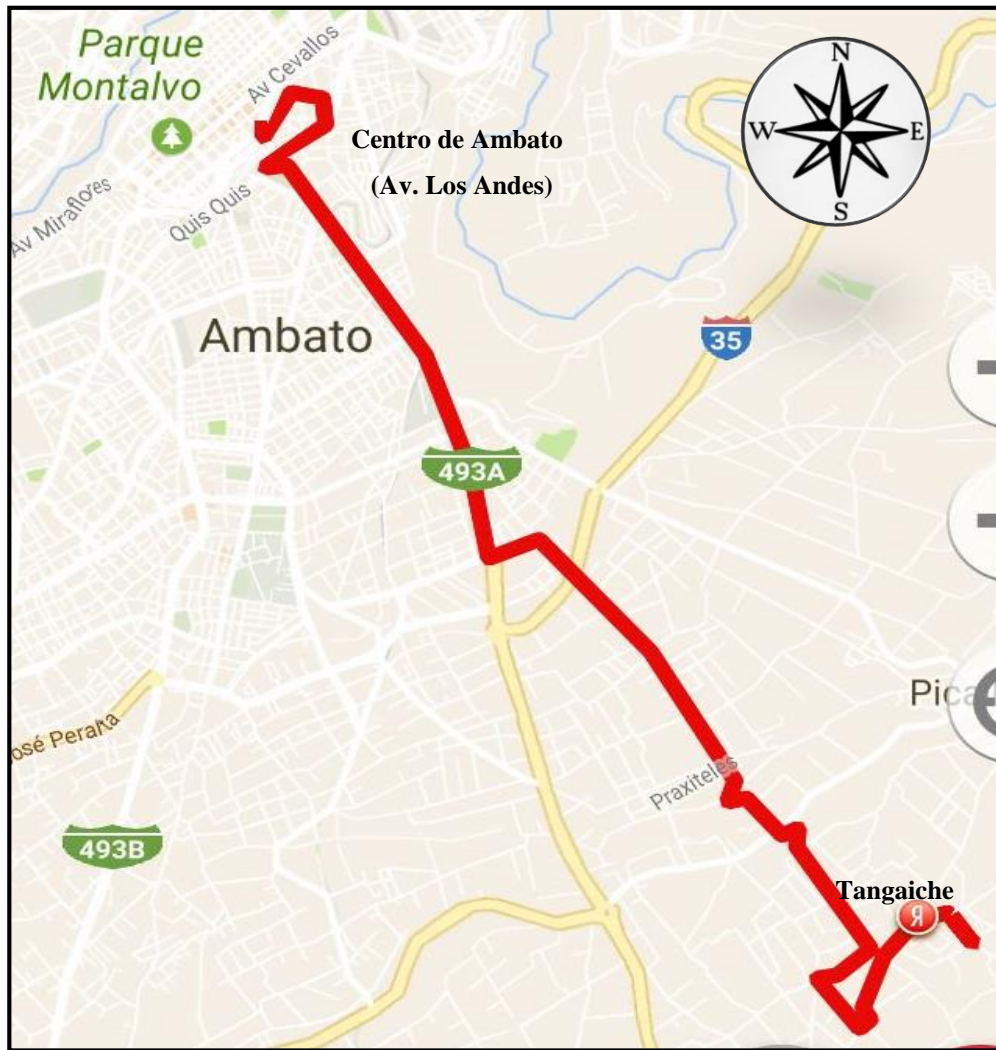 Parque
Montalvo
Av Cevallos
N
W
E
S
Centro de Ambato
(Av. Los Andes)
Av Miraflores
Quis Quis
Ambato
35
493A
Pica
José Peralta
Praxiteles
493B
Tangaiche
Я